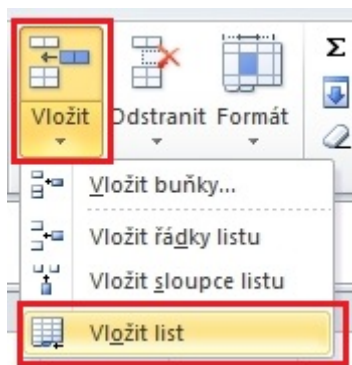 Vložit Odstranit Formát Σ
Vložit buňky...
Vložit řádky listu
Vložit sloupce listu
Vložit list